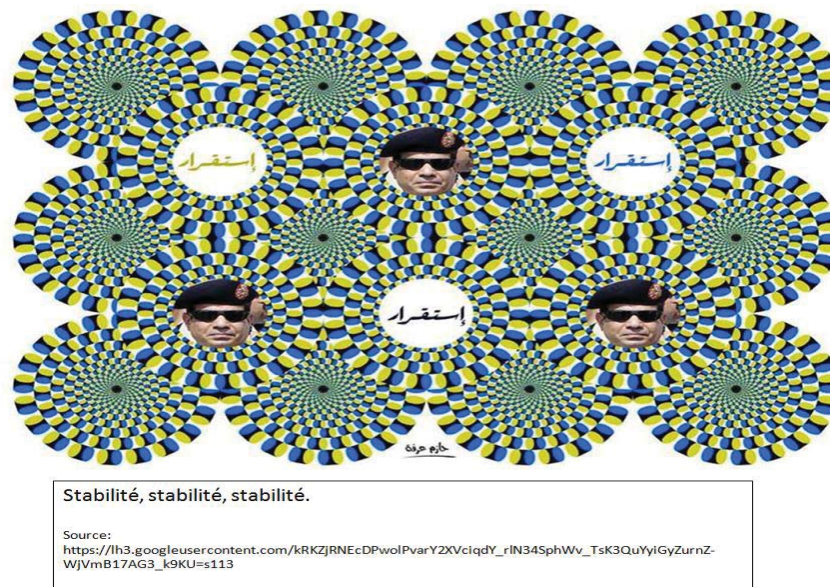 إستقرار
إستقرار
إستقرار
حازم عرفة
Stabilité, stabilité, stabilité.
Source:
https://lh3.googleusercontent.com/kRKZJRNEcDPwolPvarY2XVciqdY_rlN34SphWv_TsK3QuYyiGyZurnZ-
WjVmB17AG3_k9KU=s113